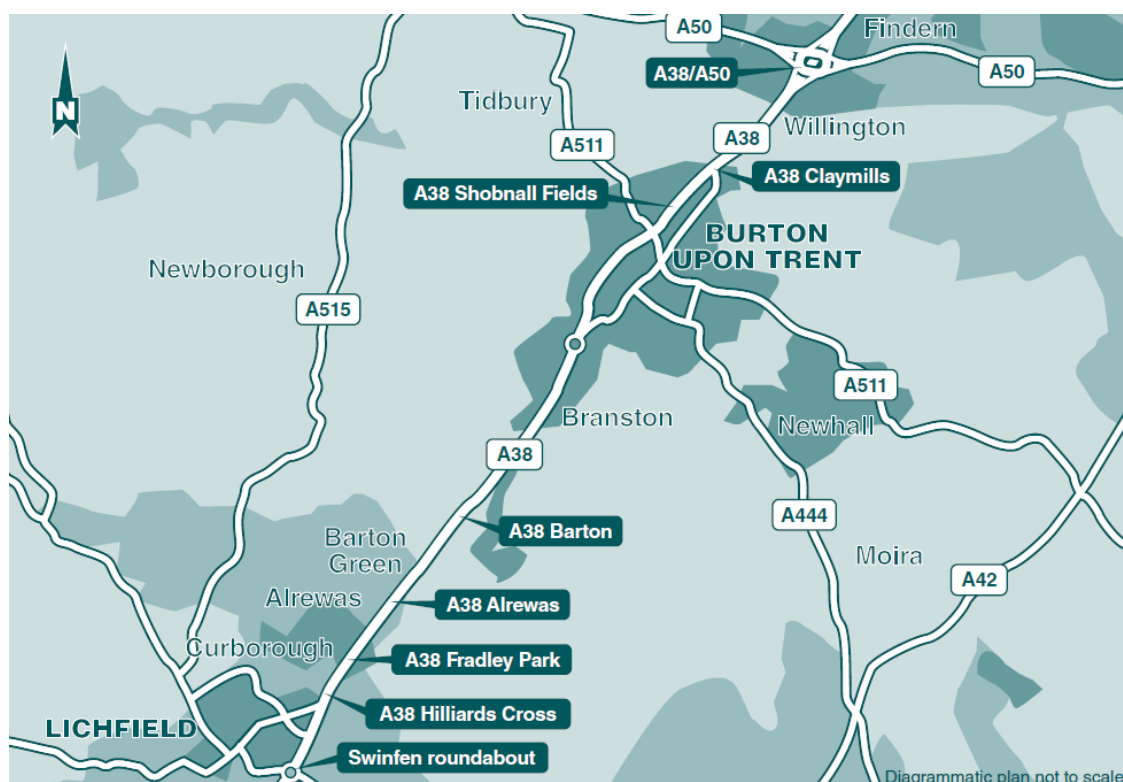 A50
Findern
A38/A50
A50
Tidbury
A38
Willington
A511
A38 Claymills
A38 Shobnall Fields
N
BURTON
UPON TRENT
Newborough
A515
A511
Branston
Newhall
A38
A444
A38 Barton
Barton
Green
Moira
A42
Alrewas
A38 Alrewas
Curborough
A38 Fradley Park
A38 Hilliards Cross
LICHFIELD
Swinfen roundabout
Diagrammatic plan not to scale